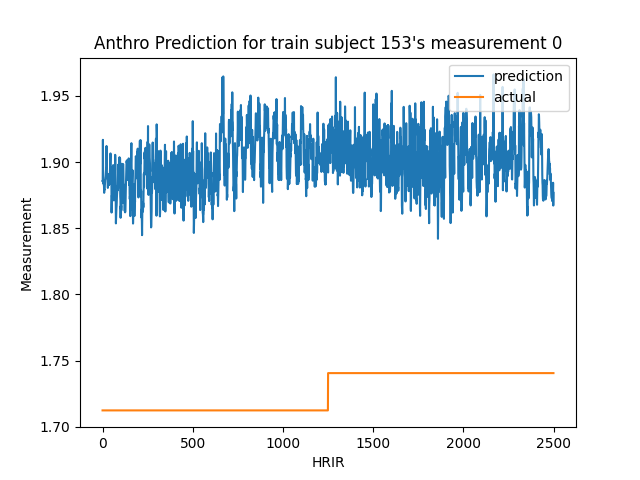 Anthro Prediction for train subject 153's measurement 0
prediction
actual
1.95
1.90
1.85
1.80
1.75
1.70
Measurement
0
500
1000
1500
2000
2500
HRIR